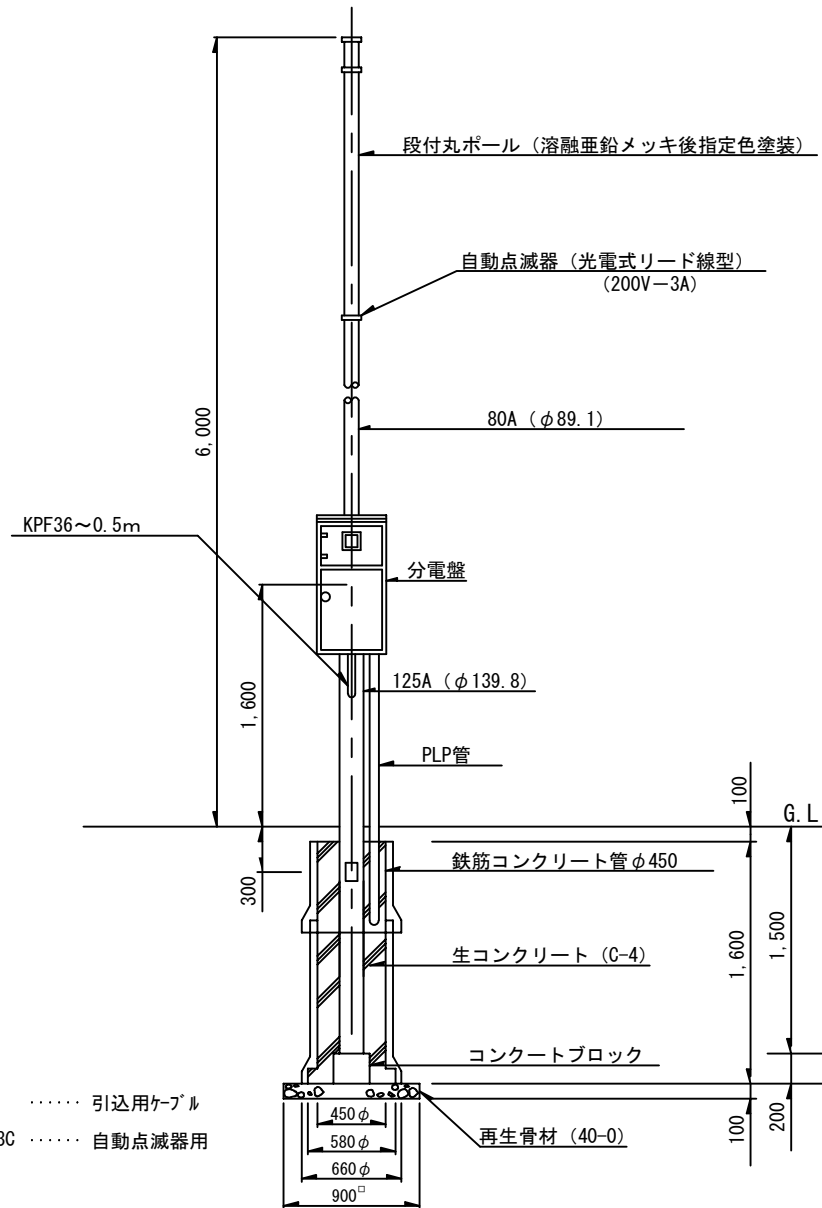 段付丸ポール（溶融亜鉛メッキ後指定色塗装）
自動点滅器（光電式リード線型）
(200V－3A)
6,000
80A（φ89.1）
KPF36～0.5m
分電盤
1,600
125A（φ139.8）
PLP管
100
G.L
300
鉄筋コンクリート管φ450
生コンクリート（C-4）
1,600
1,500
コンクートブロック
‥‥‥ 引込用ｹｰﾌﾞﾙ
450φ
3C ‥‥‥ 自動点滅器用
580φ
再生骨材（40-0）
100
200
660φ
900□